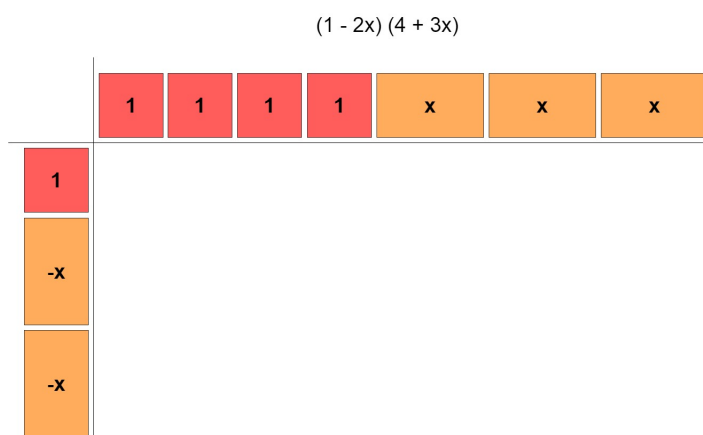 (1 - 2x) (4 + 3x)
1 1 1 1 x x x
1
-x
-x